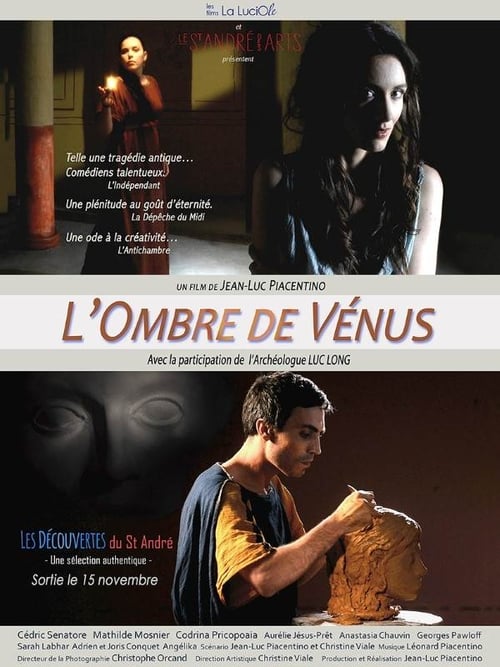 les films La LuciOle
et
LE ST ANDRÉ DES ARTS
présentent
Telle une tragédie antique...
Comédiens talentueux.
L'Indépendant
Une plénitude au goût d'éternité.
La Dépêche du Midi
Une ode à la créativité...
L'Antichambre
UN FILM DE JEAN-LUC PIACENTINO
L'OMBRE DE VÉNUS
Avec la participation de l'Archéologue LUC LONG
LES DÉCOUVERTES du St André
- Une sélection authentique -
Sortie le 15 novembre
Cédric Senatore Mathilde Mosnier Codrina Pricopoaia Aurélie Jésus-Prêt Anastasia Chauvin Georges Pawloff
Sarah Labhar Adrien et Joris Conquet Angélika Scénario Jean-Luc Piacentino et Christine Viale Musique Léonard Piacentino
Directeur de la Photographie Christophe Orcand Direction Artistique Christine Viale Production et Réalisation Jean-Luc Piacentino